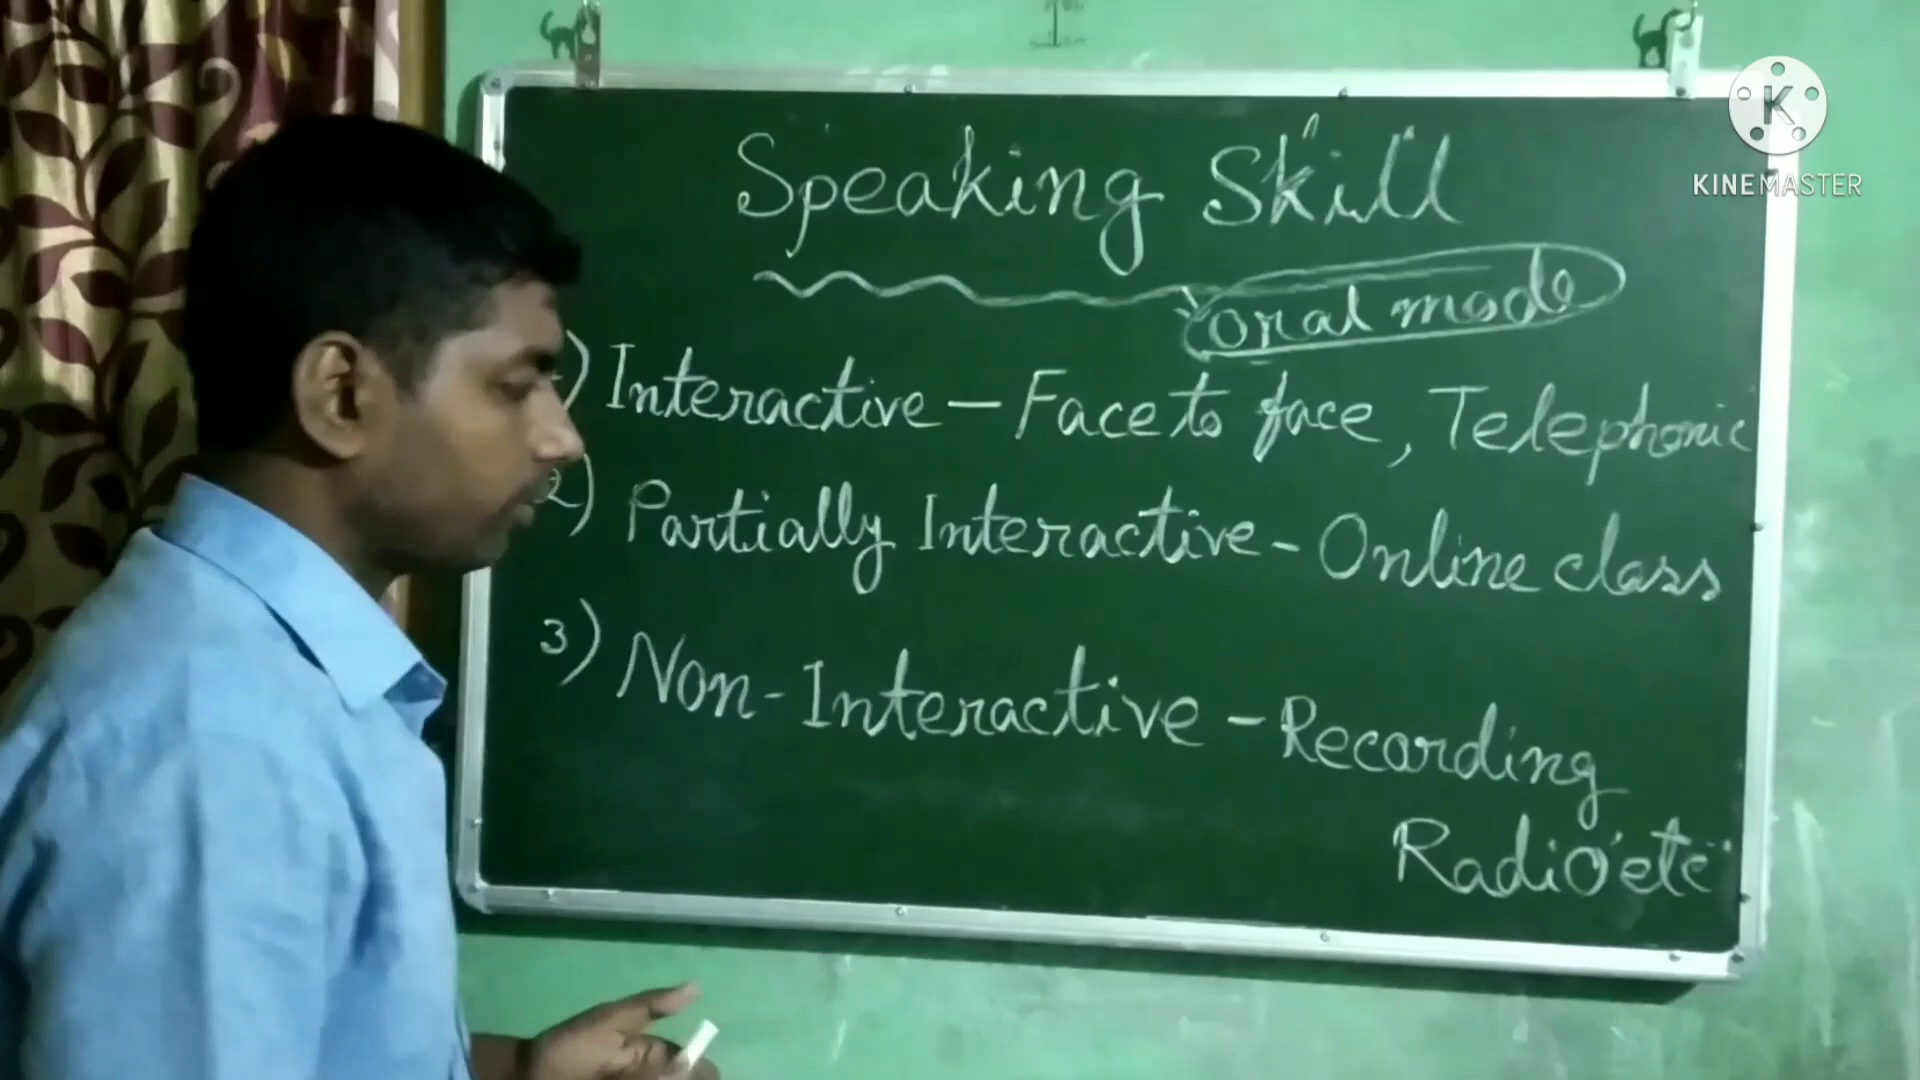 Speaking Skill
oral mode
) Interactive – Face to face, Telephonic
2) Partially Interactive – Online class
3) Non-Interactive – Recording
Radio etc
KINEMASTER